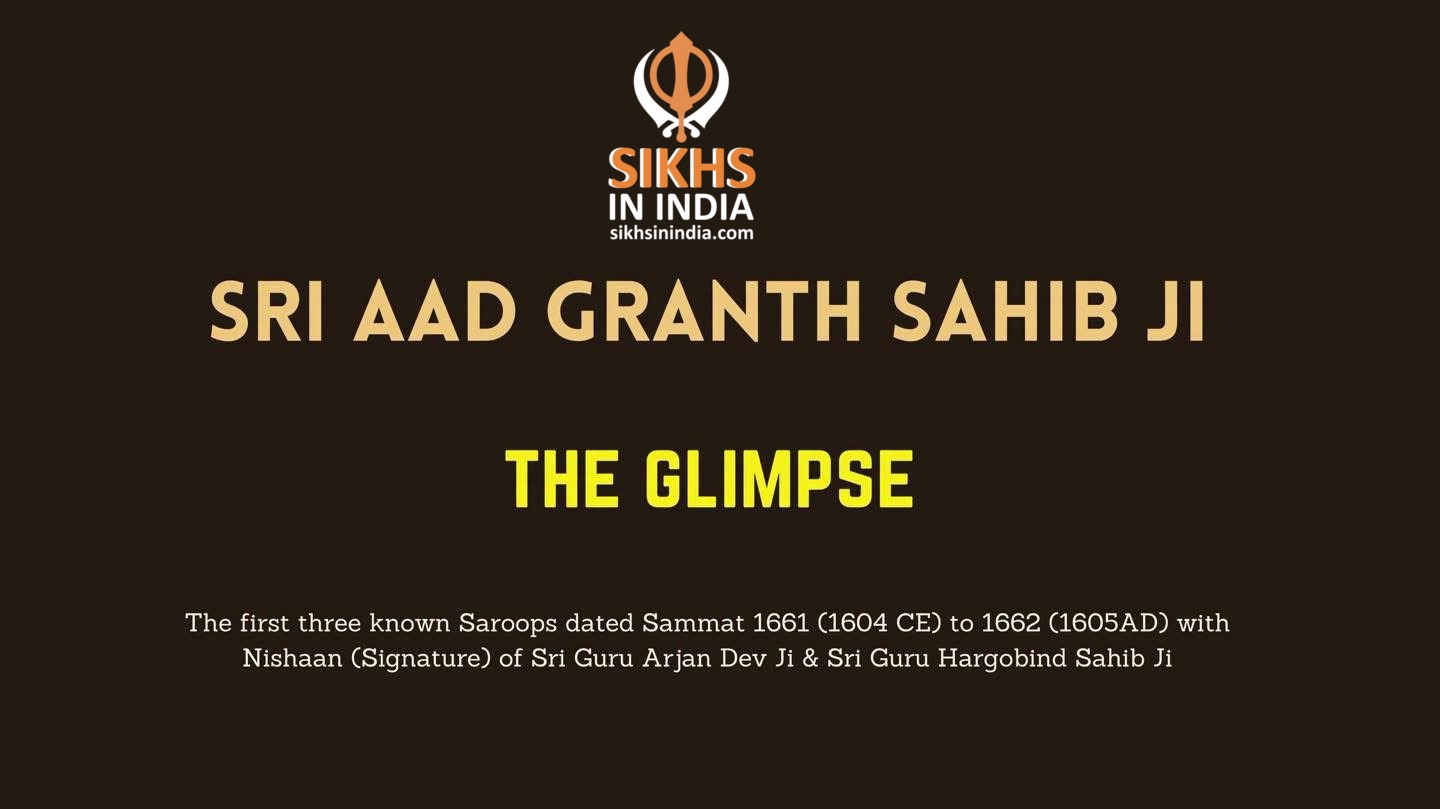 SIKHS
IN INDIA
sikhsinindia.com
SRI AAD GRANTH SAHIB JI
THE GLIMPSE
The first three known Saroops dated Sammat 1661 (1604 CE) to 1662 (1605AD) with
Nishaan (Signature) of Sri Guru Arjan Dev Ji & Sri Guru Hargobind Sahib Ji